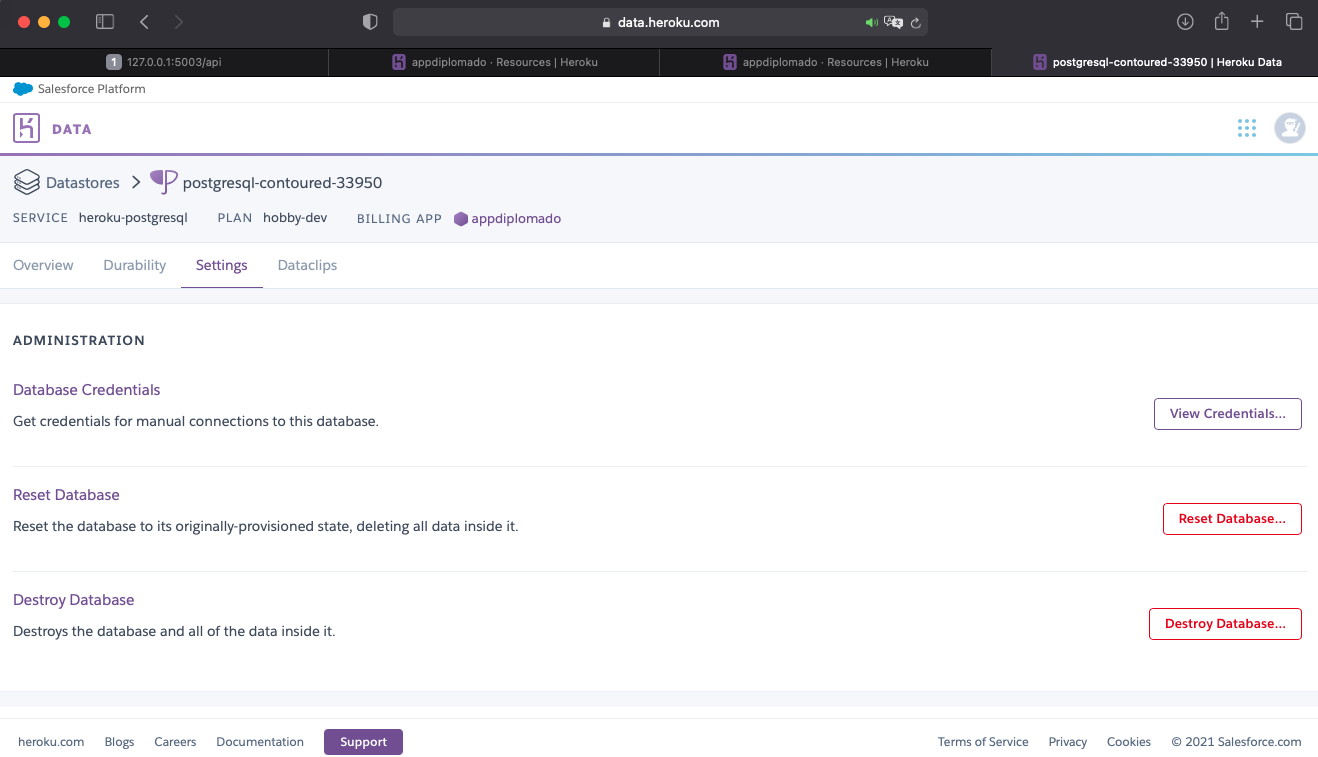 data.heroku.com
1 127.0.0.1:5003/api
appdiplomado · Resources | Heroku
appdiplomado · Resources | Heroku
postgresql-contoured-33950 | Heroku Data
Salesforce Platform
DATA
Datastores
postgresql-contoured-33950
SERVICE heroku-postgresql PLAN hobby-dev BILLING APP appdiplomado
Overview Durability Settings Dataclips
ADMINISTRATION
Database Credentials
Get credentials for manual connections to this database.
View Credentials...
Reset Database
Reset the database to its originally-provisioned state, deleting all data inside it.
Reset Database...
Destroy Database
Destroys the database and all of the data inside it.
Destroy Database...
heroku.com Blogs Careers Documentation Support Terms of Service Privacy Cookies © 2021 Salesforce.com